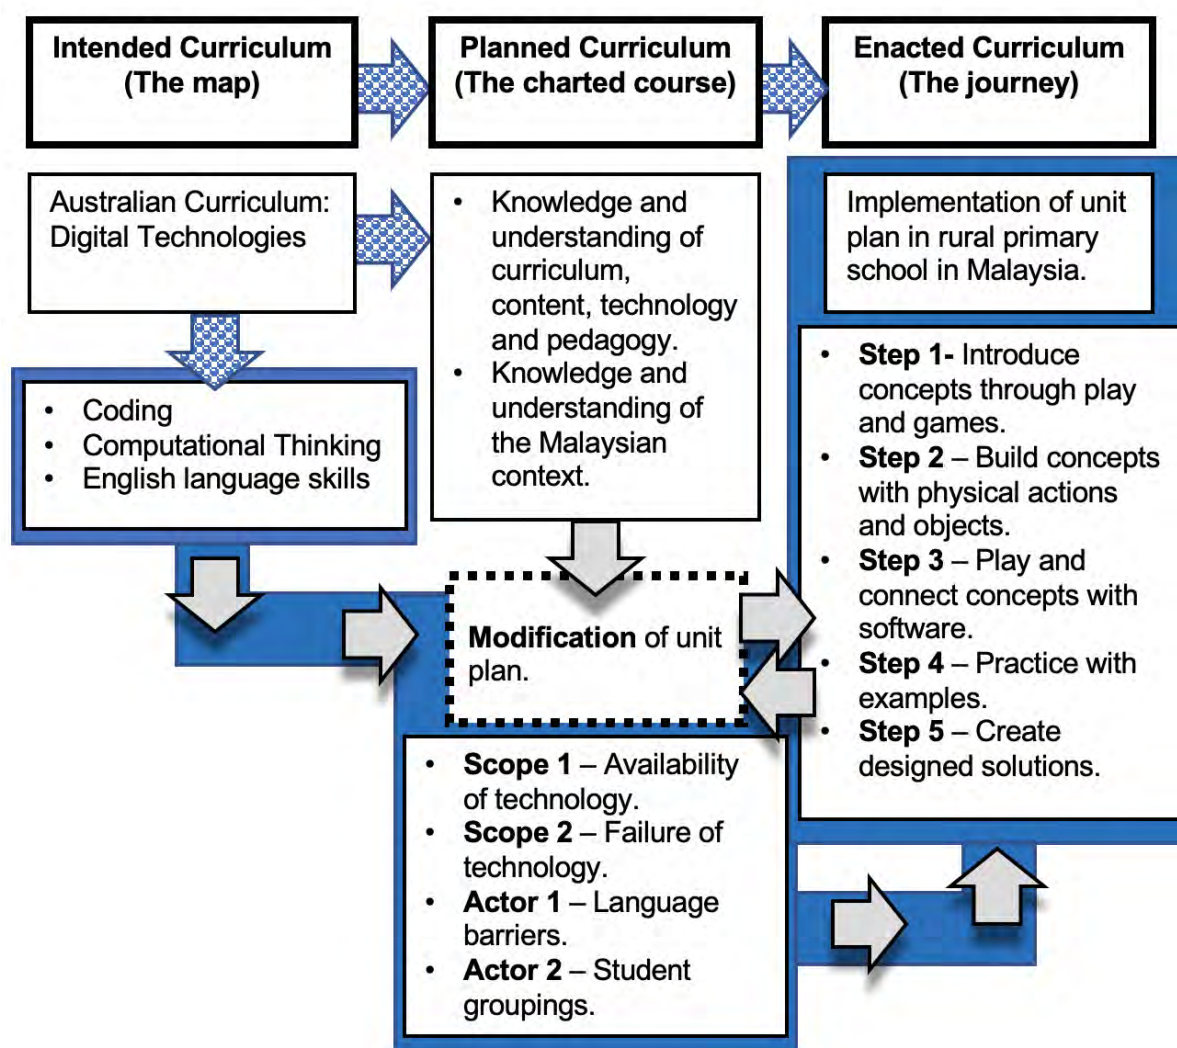 Intended Curriculum
(The map)
Planned Curriculum
(The charted course)
Enacted Curriculum
(The journey)
Australian Curriculum:
Digital Technologies
• Coding
• Computational Thinking
• English language skills
• Knowledge and
understanding of
curriculum,
content, technology
and pedagogy.
• Knowledge and
understanding of
the Malaysian
context.
Modification of unit
plan.
• Scope 1 – Availability
of technology.
• Scope 2 – Failure of
technology.
• Actor 1 – Language
barriers.
• Actor 2 – Student
groupings.
Implementation of unit
plan in rural primary
school in Malaysia.
• Step 1- Introduce
concepts through play
and games.
• Step 2 – Build concepts
with physical actions
and objects.
• Step 3 – Play and
connect concepts with
software.
• Step 4 – Practice with
examples.
• Step 5 – Create
designed solutions.